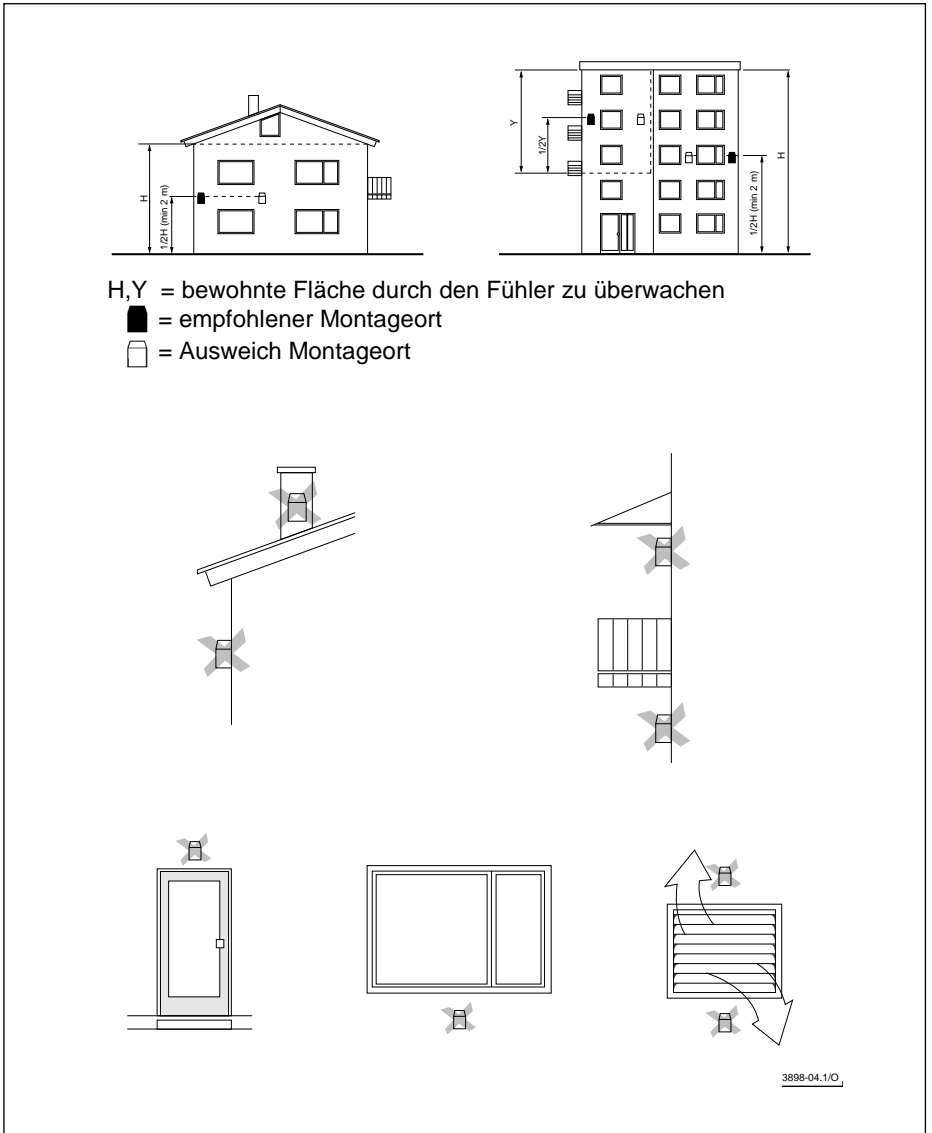 H
1/2H (min 2 m)
Y
1/2Y
1/2H (min 2 m)
H
H,Y = bewohnte Fläche durch den Fühler zu überwachen
= empfohlener Montageort
= Ausweich Montageort
3898-04.1/O